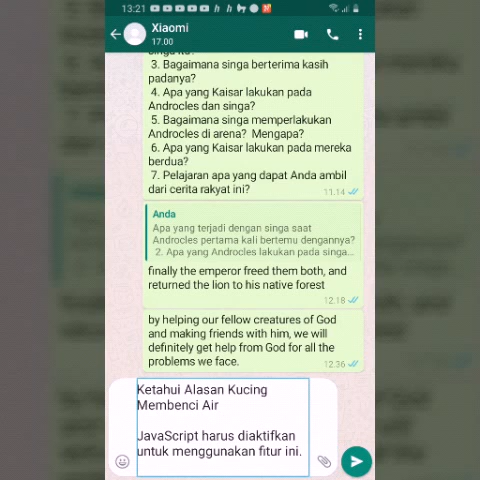 13:21
Xiaomi
17.00
3. Bagaimana singa berterima kasih
padanya?
4. Apa yang Kaisar lakukan pada
Androcles dan singa?
5. Bagaimana singa memperlakukan
Androcles di arena? Mengapa?
6. Apa yang Kaisar lakukan pada mereka
berdua?
7. Pelajaran apa yang dapat Anda ambil
dari cerita rakyat ini?
11.14
Anda
Apa yang terjadi dengan singa saat
Androcles pertama kali bertemu dengannya?
2. Apa yang Androcles lakukan pada singa...
finally the emperor freed them both, and
returned the lion to his native forest
12.18
by helping our fellow creatures of God
and making friends with him, we will
definitely get help from God for all the
problems we face.
12.36
Ketahui Alasan Kucing
Membenci Air
JavaScript harus diaktifkan
untuk menggunakan fitur ini.